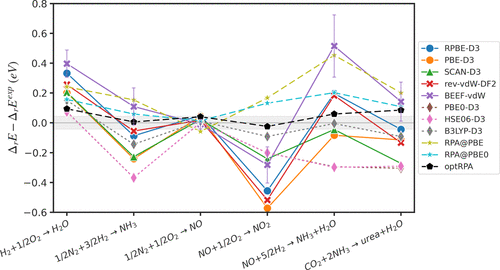 Δ_r E − Δ_r E^exp (eV)
0.8
0.6
0.4
0.2
0.0
−0.2
−0.4
−0.6
H₂+1/2O₂→H₂O
1/2N₂+3/2H₂→NH₃
1/2N₂+1/2O₂→NO
NO+1/2O₂→NO₂
NO+5/2H₂→NH₃+H₂O
CO₂+2NH₃→urea+H₂O
RPBE-D3
PBE-D3
SCAN-D3
rev-vdW-DF2
BEEF-vdW
PBE0-D3
HSE06-D3
B3LYP-D3
RPA@PBE
RPA@PBE0
optRPA